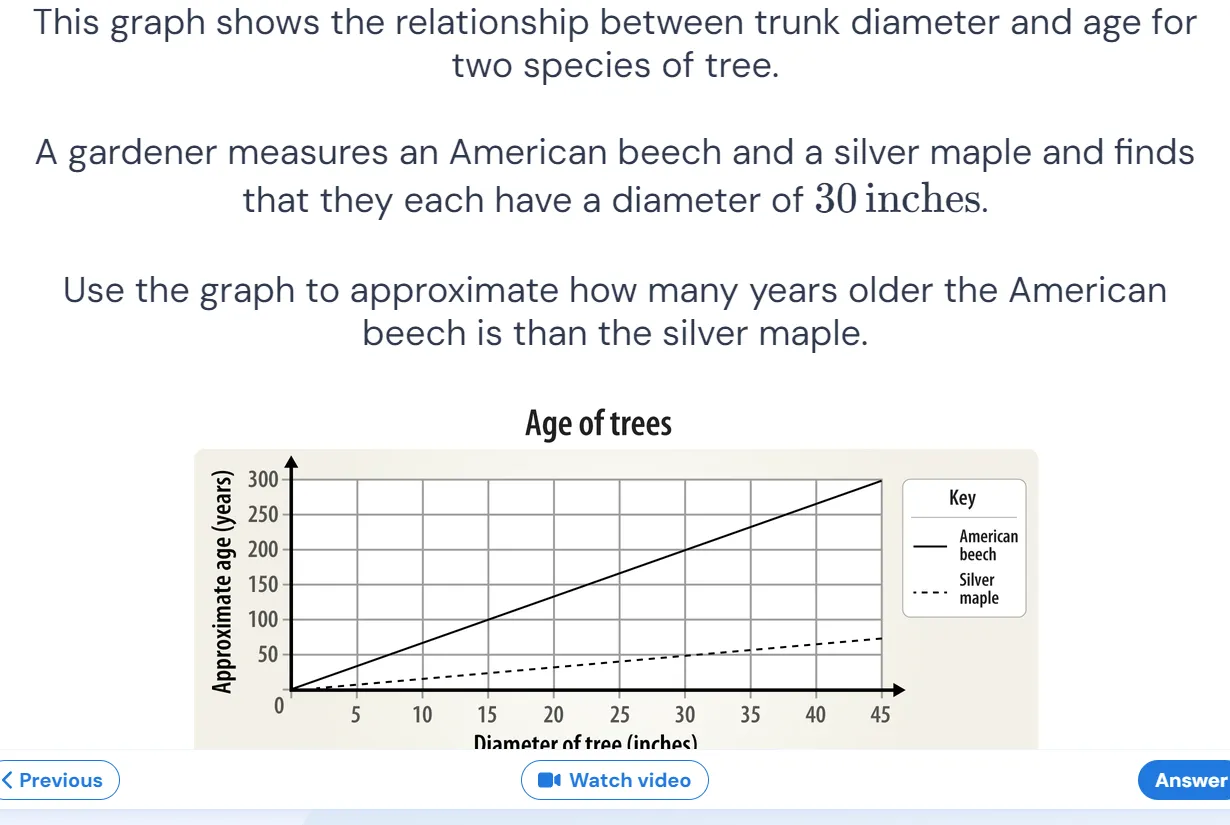 This graph shows the relationship between trunk diameter and age for
two species of tree.
A gardener measures an American beech and a silver maple and finds
that they each have a diameter of 30 inches.
Use the graph to approximate how many years older the American
beech is than the silver maple.
Age of trees
Approximate age (years)
300
250
200
150
100
50
0
5 10 15 20 25 30 35 40 45
Diameter of tree (inches)
Key
American
beech
Silver
maple
Previous
Watch video
Answer